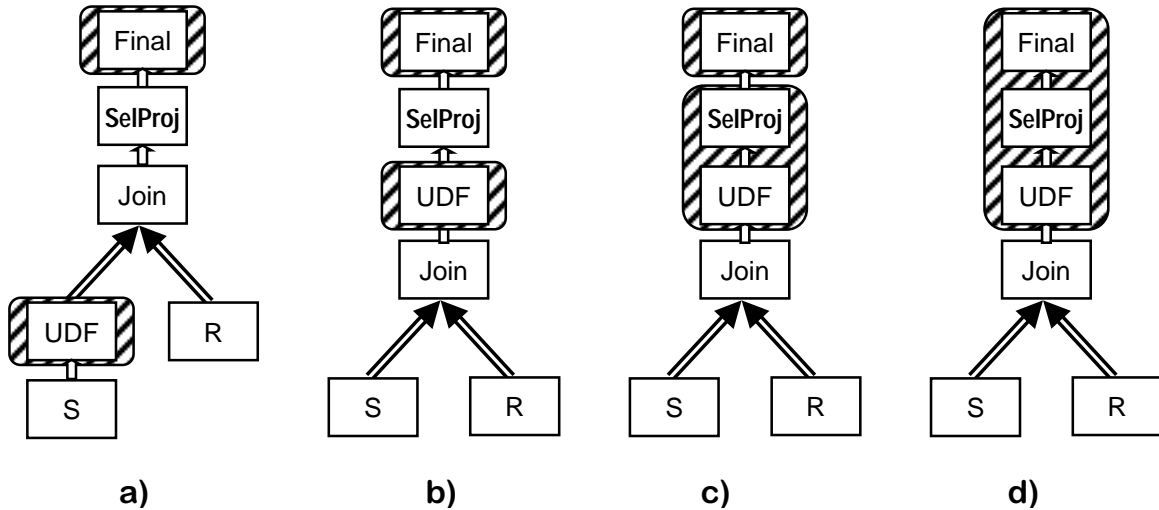 Final
SelProj
Join
UDF
R
S
a)
Final
SelProj
UDF
Join
S
R
b)
Final
SelProj
UDF
Join
S
R
c)
Final
SelProj
UDF
Join
S
R
d)